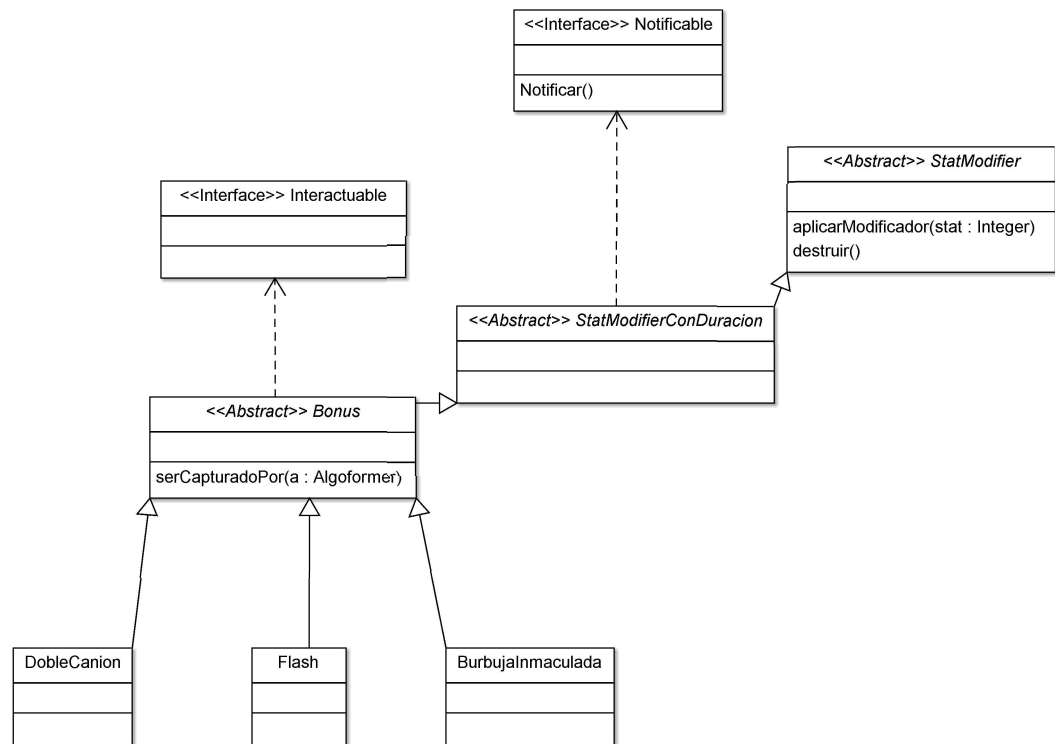 <<Interface>> Notificable
Notificar()
<<Abstract>> StatModifier
aplicarModificador(stat : Integer)
destruir()
<<Interface>> Interactuable
<<Abstract>> StatModifierConDuracion
<<Abstract>> Bonus
serCapturadoPor(a : Algoformer)
DobleCanion
Flash
BurbujaInmaculada